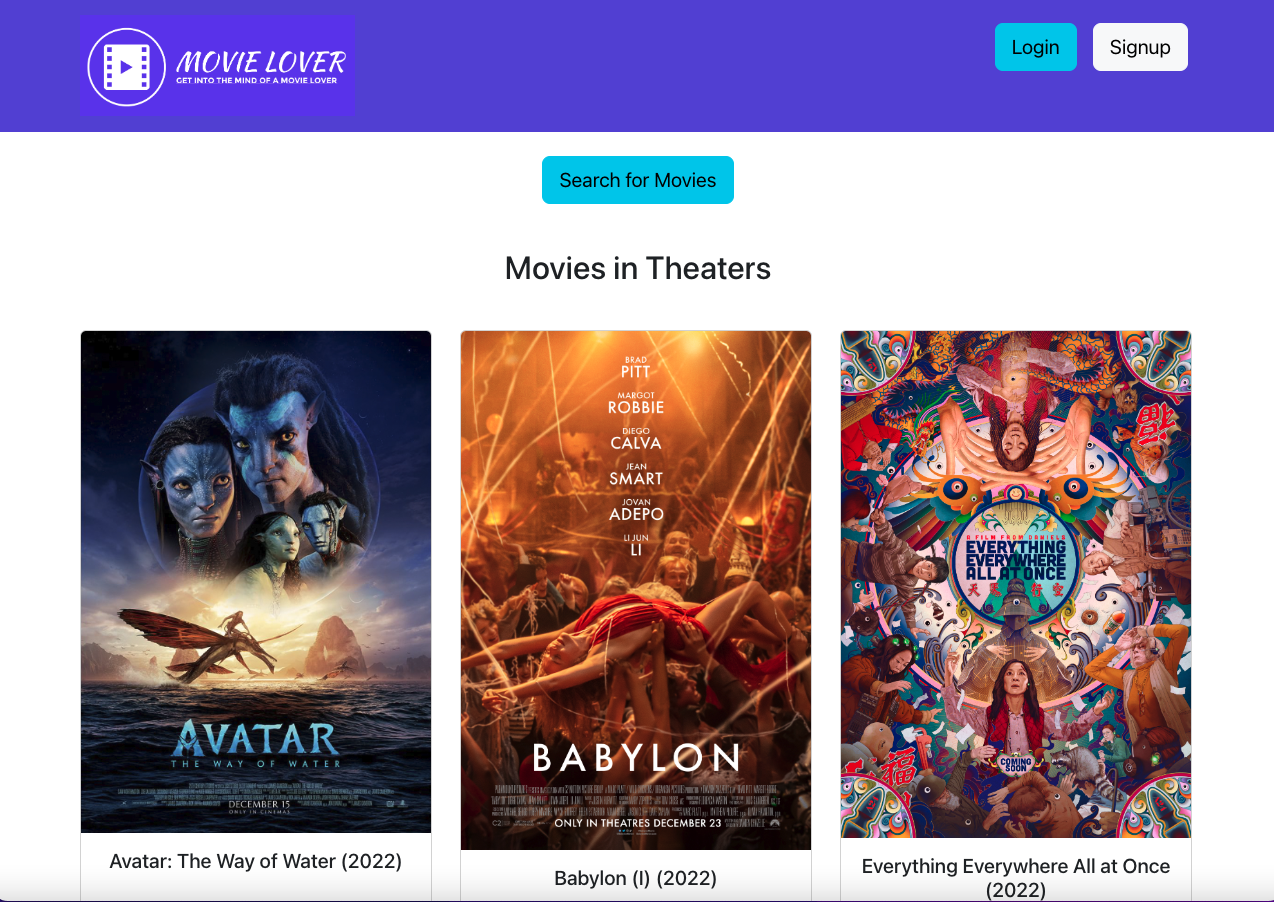 MOVIE LOVER
GET INTO THE MIND OF A MOVIE LOVER
Login
Signup
Search for Movies
Movies in Theaters
AVATAR
THE WAY OF WATER
DECEMBER 15
ONLY IN CINEMAS
Avatar: The Way of Water (2022)
BRAD
PITT
MARGOT
ROBBIE
DIEGO
CALVA
JEAN
SMART
JOVAN
ADEPO
LI JUN
LI
BABYLON
ONLY IN THEATRES DECEMBER 23
Babylon (I) (2022)
A FILM FROM DANIELS
EVERYTHING
EVERYWHERE
ALL AT ONCE
福
COMING
SOON
Everything Everywhere All at Once
(2022)